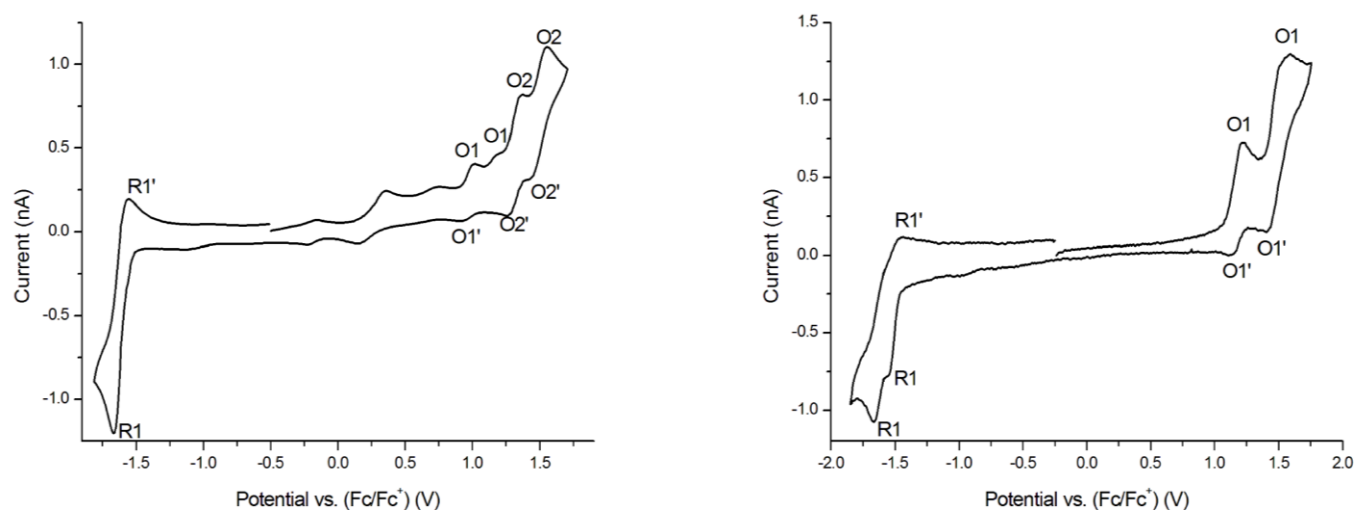 O2
1.0
O2
0.5
O1
O1
R1'
O2'
0.0
O2'
O1'
-0.5
-1.0
R1
-1.5 -1.0 -0.5 0.0 0.5 1.0 1.5
Current (nA)
Potential vs. (Fc/Fc+) (V)
1.5
O1
1.0
O1
0.5
R1'
0.0
O1'
O1'
-0.5
R1
-1.0
R1
-2.0 -1.5 -1.0 -0.5 0.0 0.5 1.0 1.5 2.0
Current (nA)
Potential vs. (Fc/Fc+) (V)